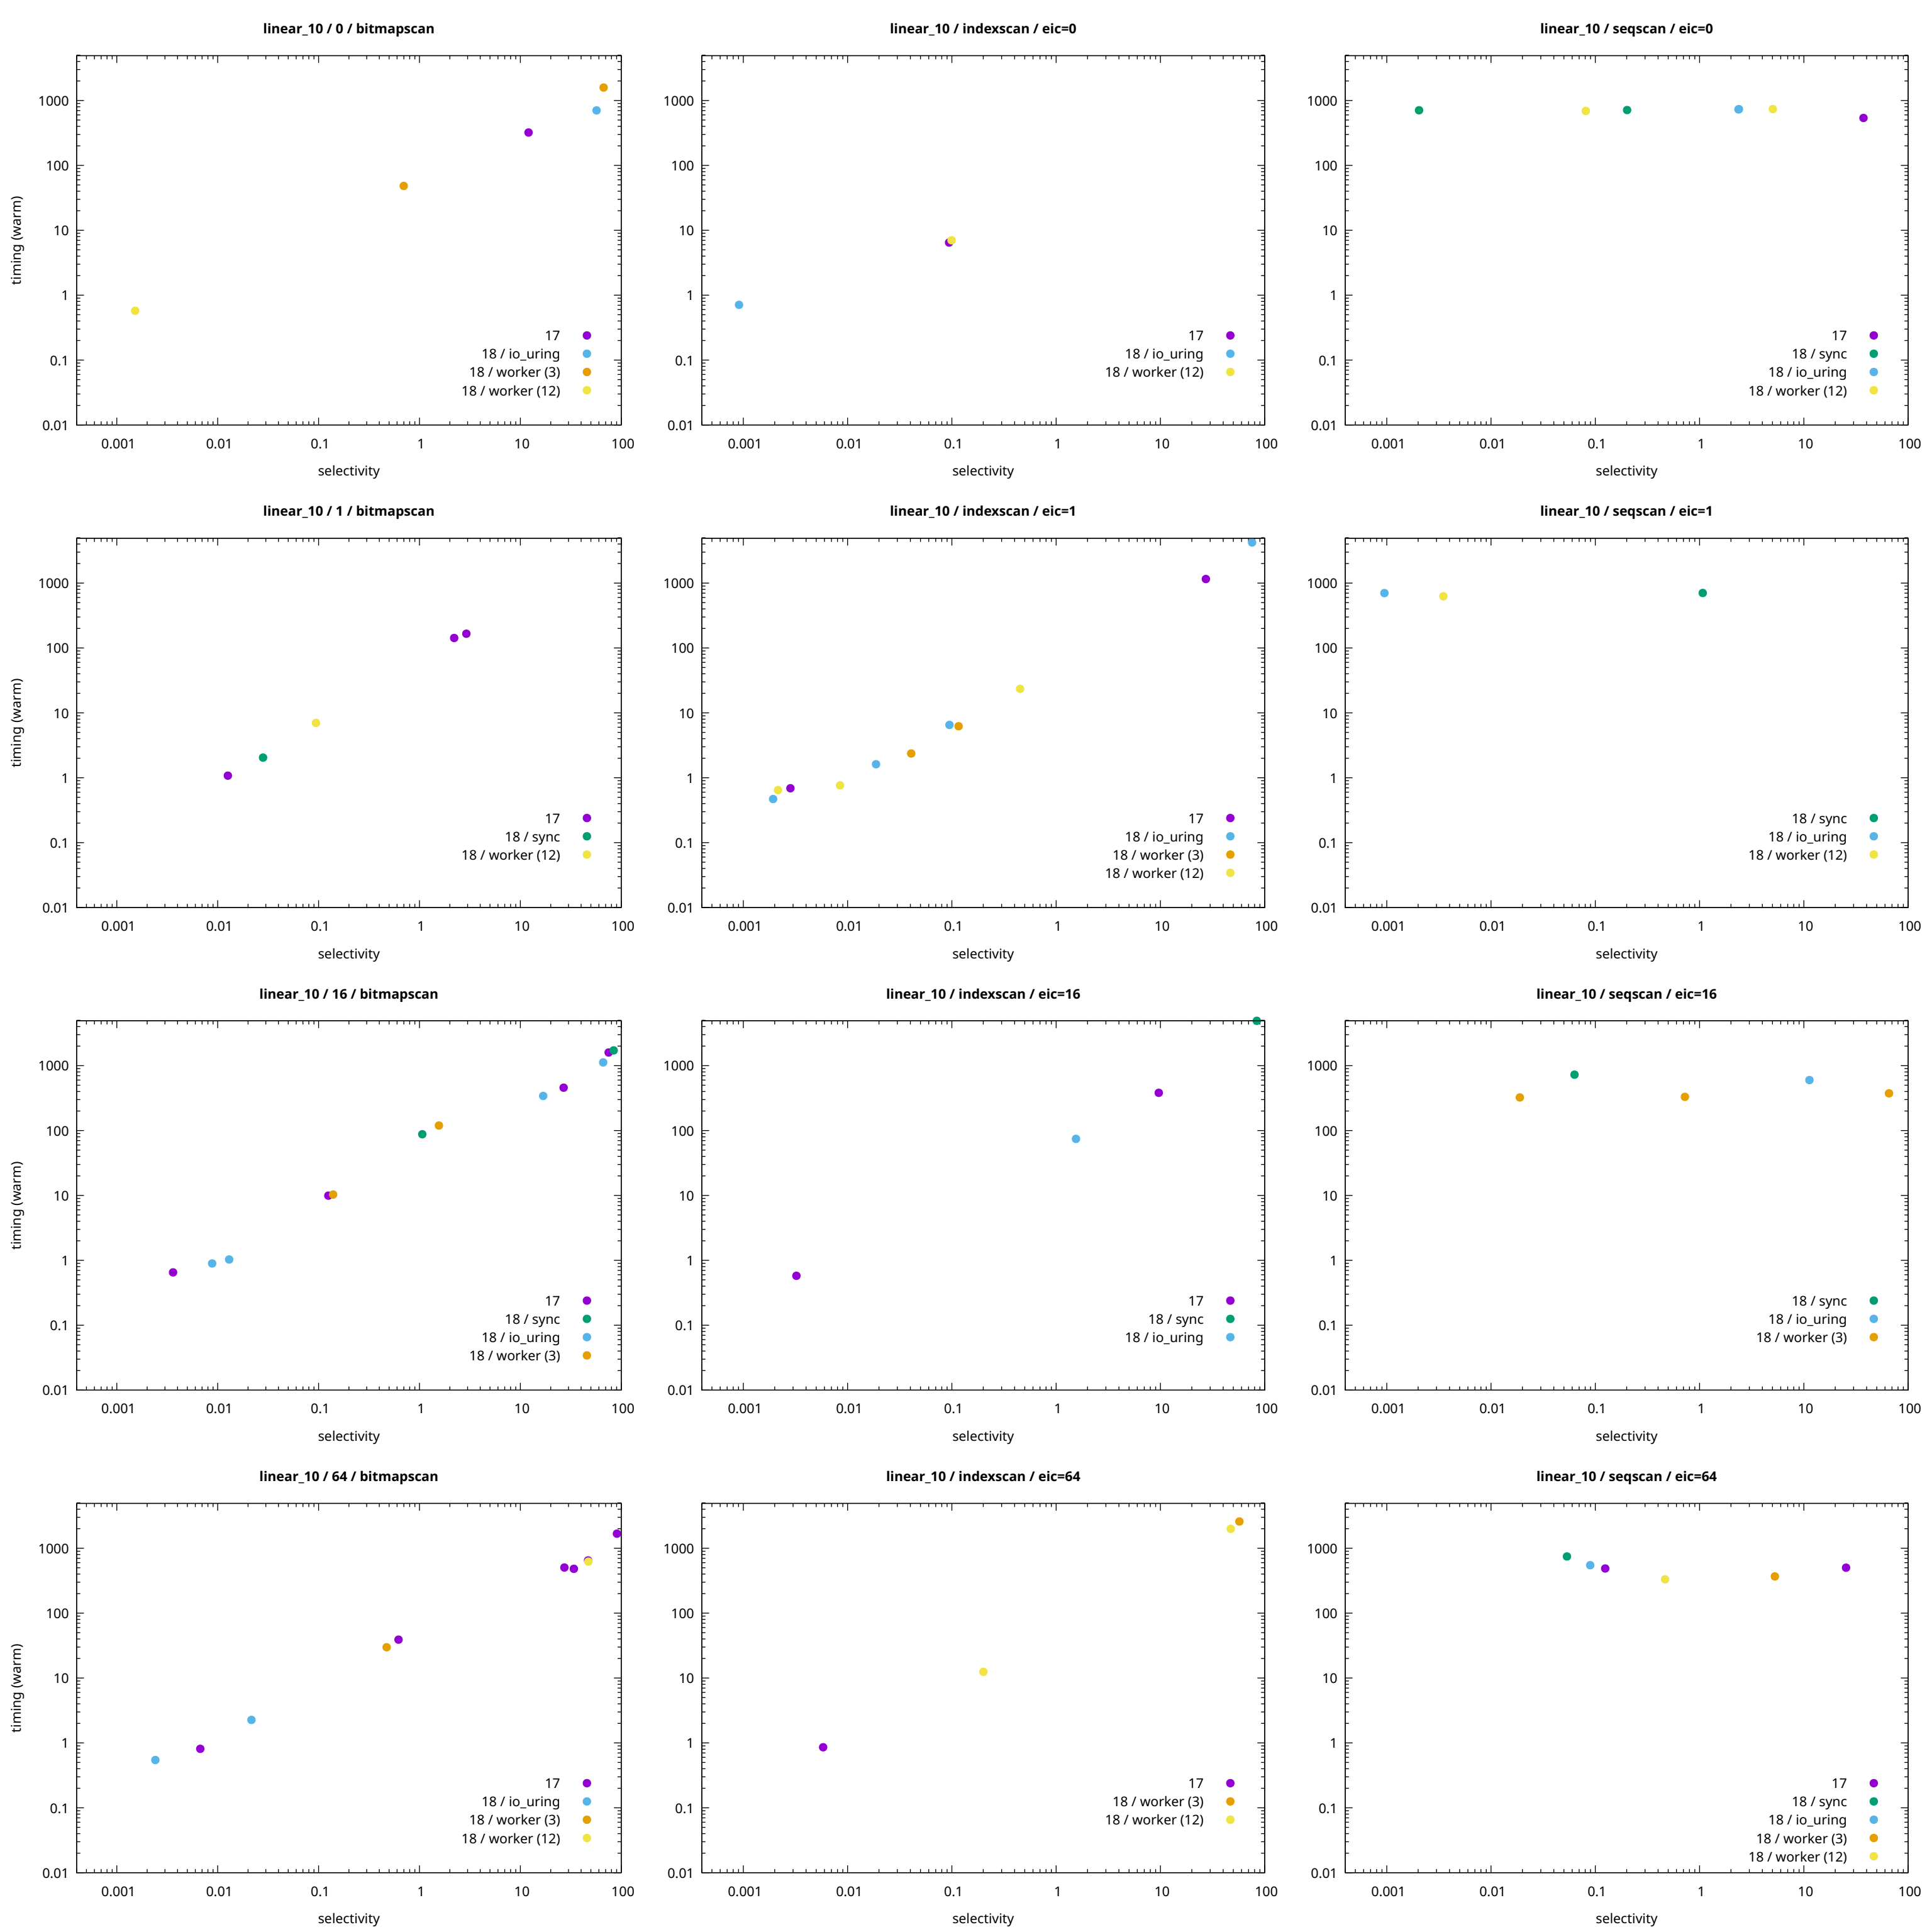 linear_10 / 0 / bitmapscan
timing (warm)
1000
100
10
1
0.1
0.01
17
18 / io_uring
18 / worker (3)
18 / worker (12)
0.001 0.01 0.1 1 10 100
selectivity
linear_10 / indexscan / eic=0
1000
100
10
1
0.1
0.01
17
18 / io_uring
18 / worker (12)
0.001 0.01 0.1 1 10 100
selectivity
linear_10 / seqscan / eic=0
1000
100
10
1
0.1
0.01
17
18 / sync
18 / io_uring
18 / worker (12)
0.001 0.01 0.1 1 10 100
selectivity
linear_10 / 1 / bitmapscan
timing (warm)
1000
100
10
1
0.1
0.01
17
18 / sync
18 / worker (12)
0.001 0.01 0.1 1 10 100
selectivity
linear_10 / indexscan / eic=1
1000
100
10
1
0.1
0.01
17
18 / io_uring
18 / worker (3)
18 / worker (12)
0.001 0.01 0.1 1 10 100
selectivity
linear_10 / seqscan / eic=1
1000
100
10
1
0.1
0.01
18 / sync
18 / io_uring
18 / worker (12)
0.001 0.01 0.1 1 10 100
selectivity
linear_10 / 16 / bitmapscan
timing (warm)
1000
100
10
1
0.1
0.01
17
18 / sync
18 / io_uring
18 / worker (3)
0.001 0.01 0.1 1 10 100
selectivity
linear_10 / indexscan / eic=16
1000
100
10
1
0.1
0.01
17
18 / sync
18 / io_uring
0.001 0.01 0.1 1 10 100
selectivity
linear_10 / seqscan / eic=16
1000
100
10
1
0.1
0.01
18 / sync
18 / io_uring
18 / worker (3)
0.001 0.01 0.1 1 10 100
selectivity
linear_10 / 64 / bitmapscan
timing (warm)
1000
100
10
1
0.1
0.01
17
18 / io_uring
18 / worker (3)
18 / worker (12)
0.001 0.01 0.1 1 10 100
selectivity
linear_10 / indexscan / eic=64
1000
100
10
1
0.1
0.01
17
18 / worker (3)
18 / worker (12)
0.001 0.01 0.1 1 10 100
selectivity
linear_10 / seqscan / eic=64
1000
100
10
1
0.1
0.01
17
18 / sync
18 / io_uring
18 / worker (3)
18 / worker (12)
0.001 0.01 0.1 1 10 100
selectivity